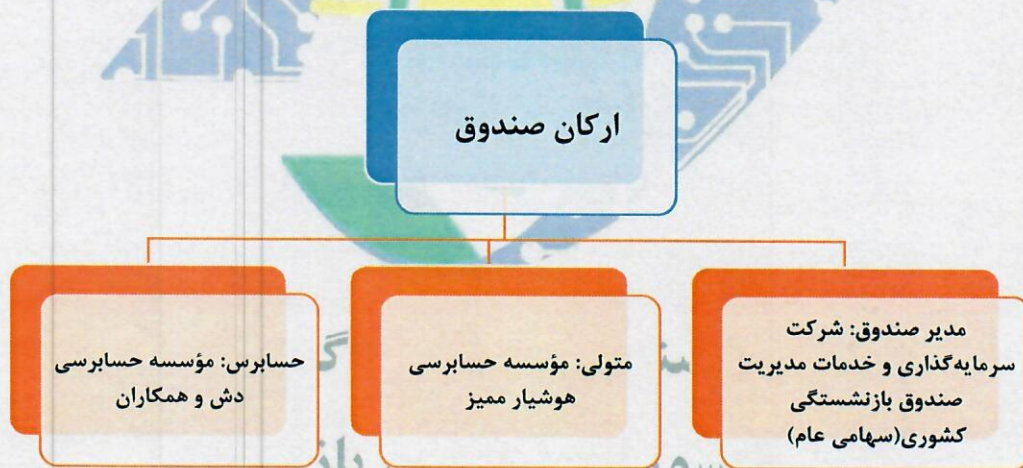 ارکان صندوق
مدیر صندوق: شرکت
سرمایه‌گذاری و خدمات مدیریت
صندوق بازنشستگی
کشوری(سهامی عام)
متولی: مؤسسه حسابرسی
هوشیار ممیز
حسابرس: مؤسسه حسابرسی
دش و همکاران